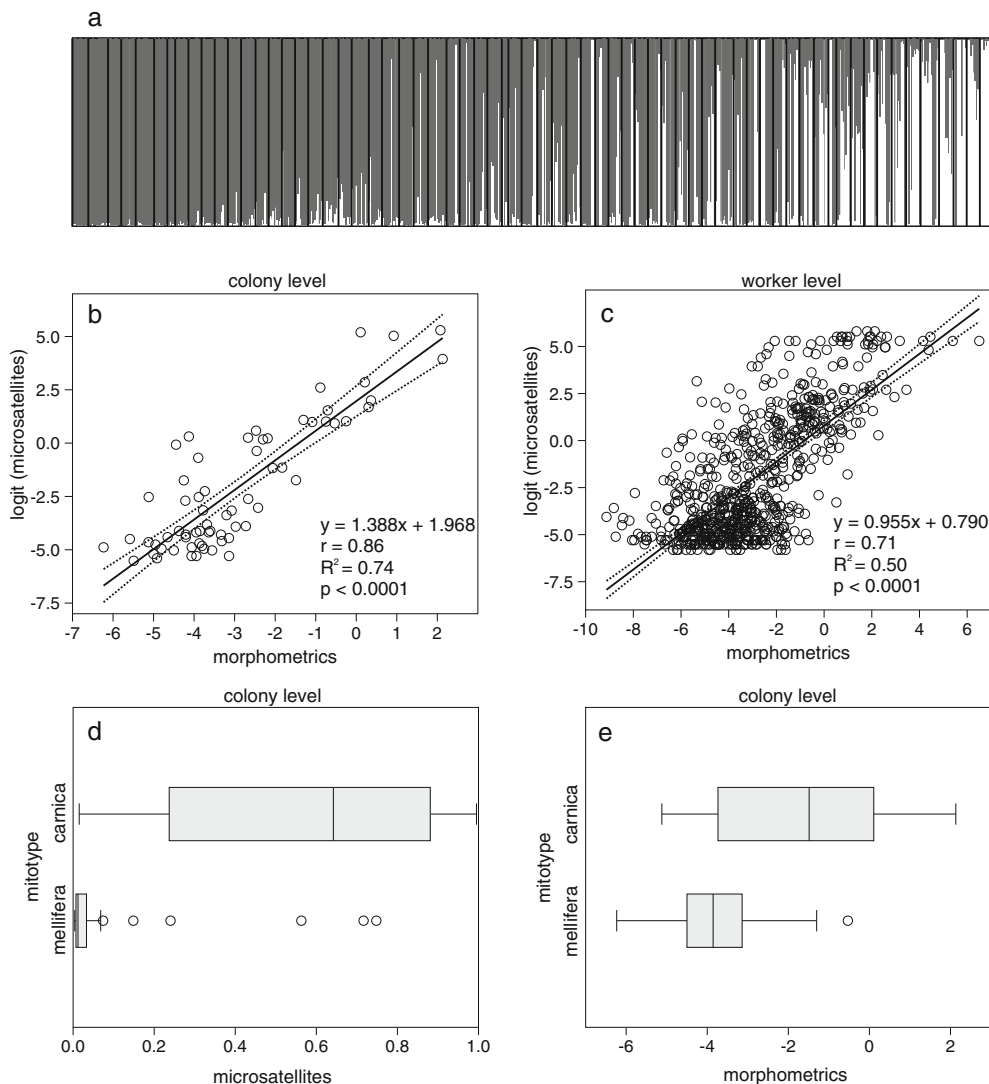 a
colony level
b
logit (microsatellites)
5.0
2.5
0.0
-2.5
-5.0
-7.5
y = 1.388x + 1.968
r = 0.86
R² = 0.74
p < 0.0001
-7 -6 -5 -4 -3 -2 -1 0 1 2
morphometrics
worker level
c
logit (microsatellites)
5.0
2.5
0.0
-2.5
-5.0
-7.5
y = 0.955x + 0.790
r = 0.71
R² = 0.50
p < 0.0001
-10 -8 -6 -4 -2 0 2 4 6
morphometrics
colony level
d
mitotype
carnica
mellifera
0.0 0.2 0.4 0.6 0.8 1.0
microsatellites
colony level
e
mitotype
carnica
mellifera
-6 -4 -2 0 2
morphometrics